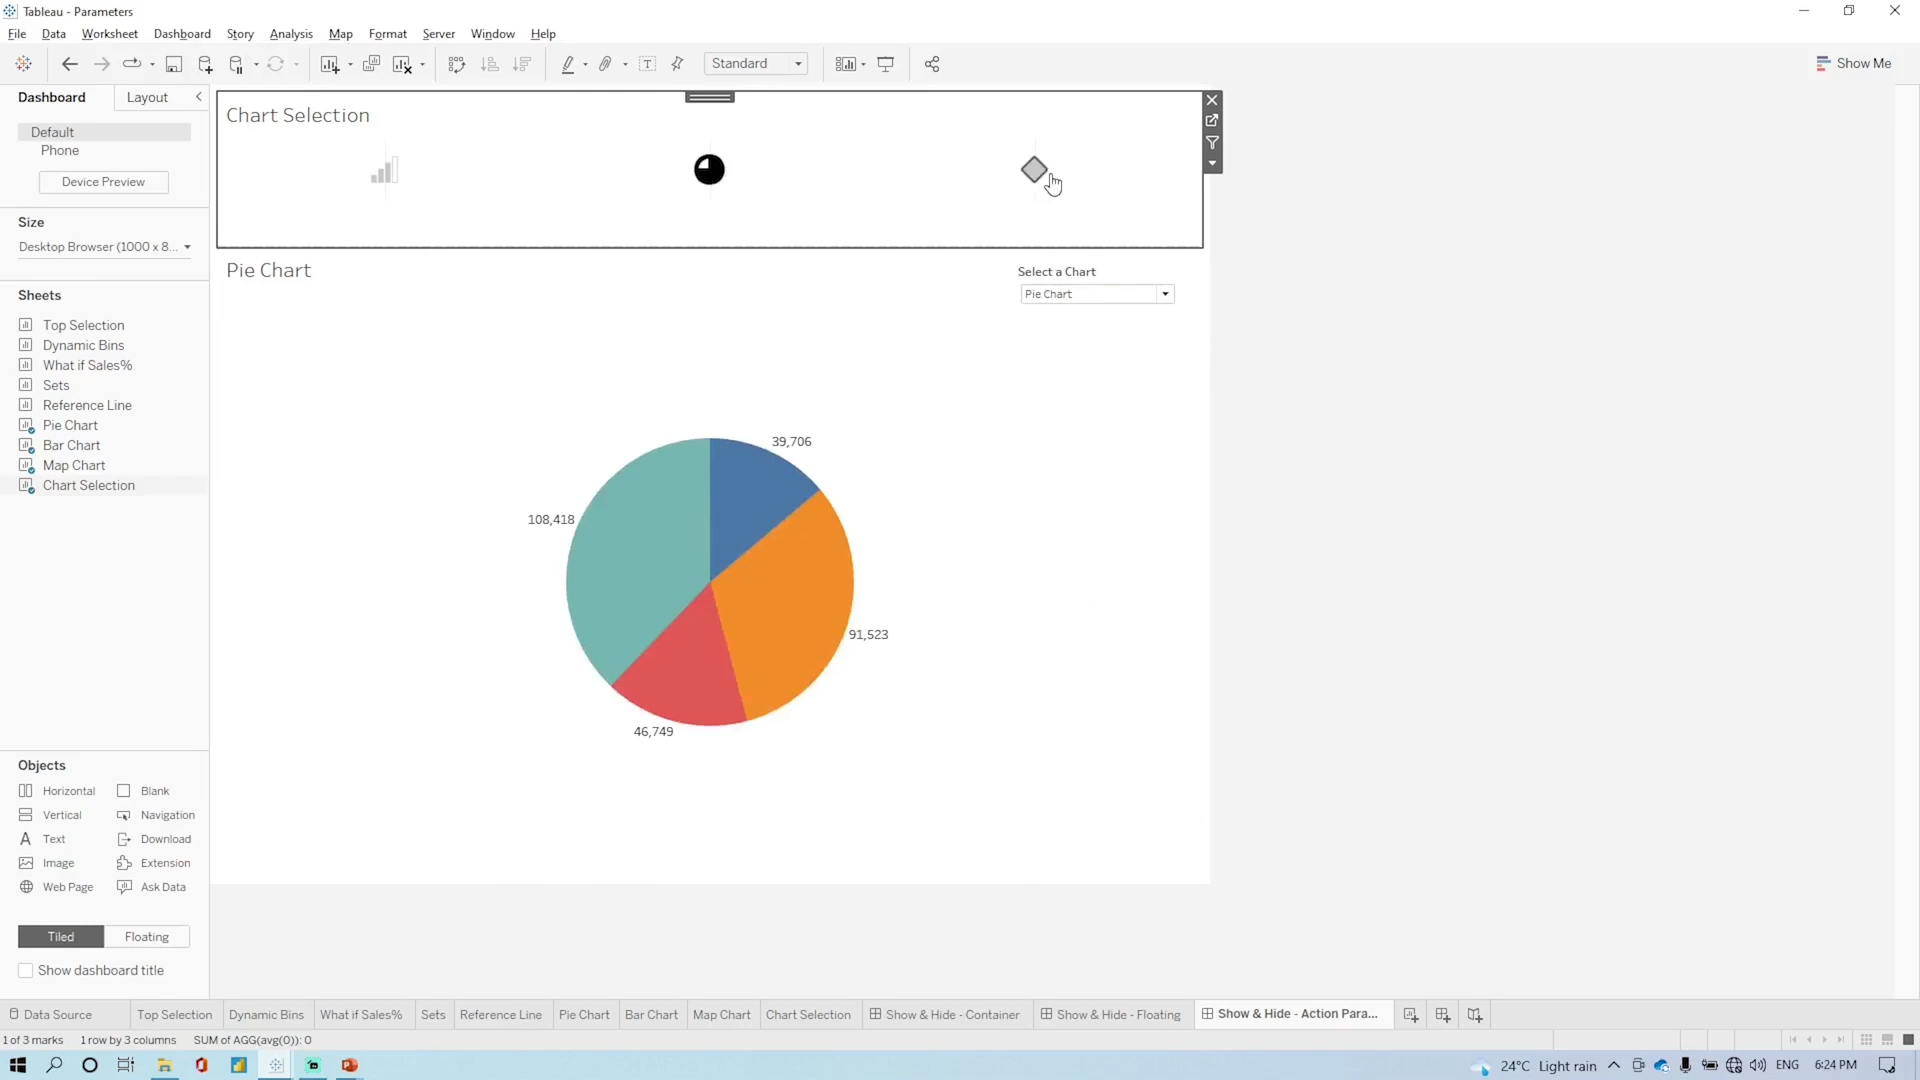 Tableau - Parameters
File Data Worksheet Dashboard Story Analysis Map Format Server Window Help
Standard
Show Me
Dashboard Layout
Default
Phone
Device Preview
Size
Desktop Browser (1000 x 8...
Sheets
Top Selection
Dynamic Bins
What if Sales%
Sets
Reference Line
Pie Chart
Bar Chart
Map Chart
Chart Selection
Objects
Horizontal Blank
Vertical Navigation
Text Download
Image Extension
Web Page Ask Data
Tiled Floating
Show dashboard title
Chart Selection
Pie Chart
Select a Chart
Pie Chart
39,706
108,418
91,523
46,749
Data Source Top Selection Dynamic Bins What if Sales% Sets Reference Line Pie Chart Bar Chart Map Chart Chart Selection Show & Hide - Container Show & Hide - Floating Show & Hide - Action Para...
1 of 3 marks 1 row by 3 columns SUM of AGG(avg(0)): 0
24°C Light rain ENG 6:24 PM